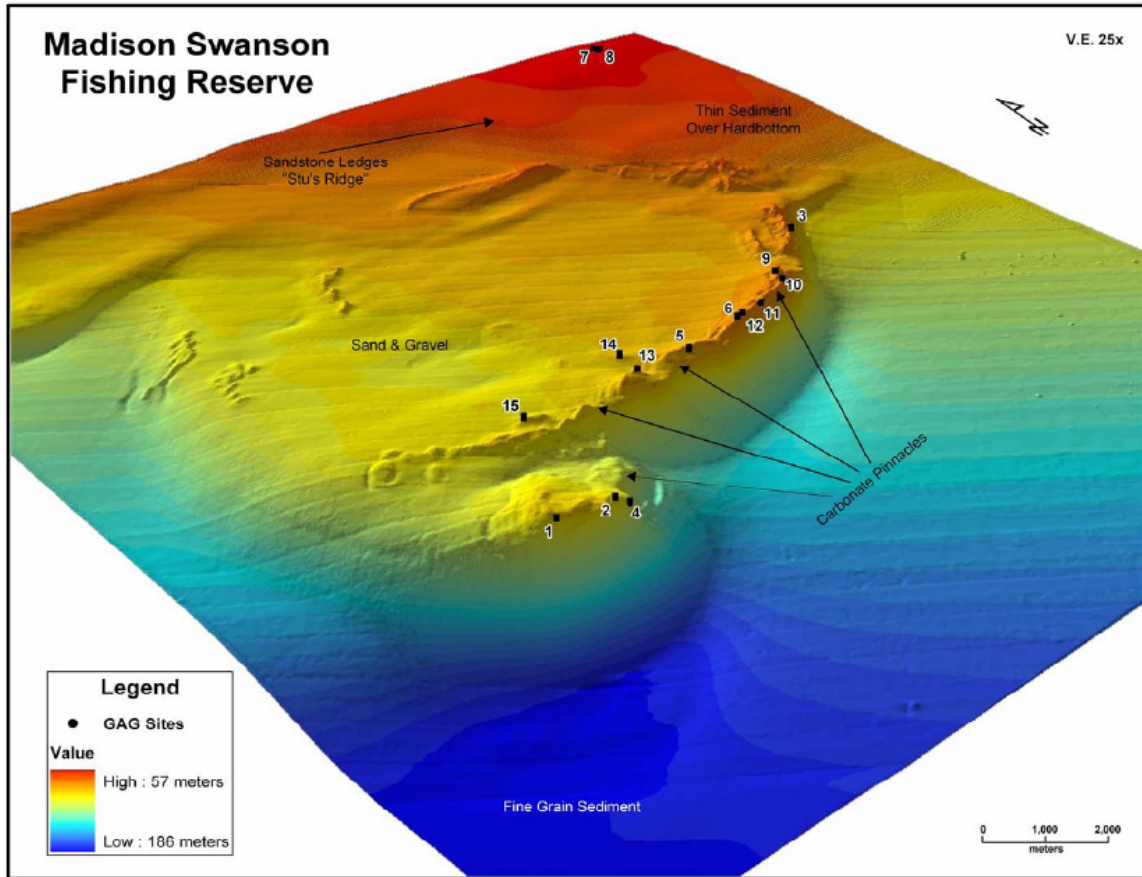 Madison Swanson
Fishing Reserve
V.E. 25x
N
7 8
Thin Sediment
Over Hardbottom
Sandstone Ledges
"Stu's Ridge"
3
9
10
11
6
12
5
14
13
Sand & Gravel
15
Carbonate Pinnacles
2
4
1
Legend
GAG Sites
Value
High : 57 meters
Low : 186 meters
Fine Grain Sediment
0 1,000 2,000
meters